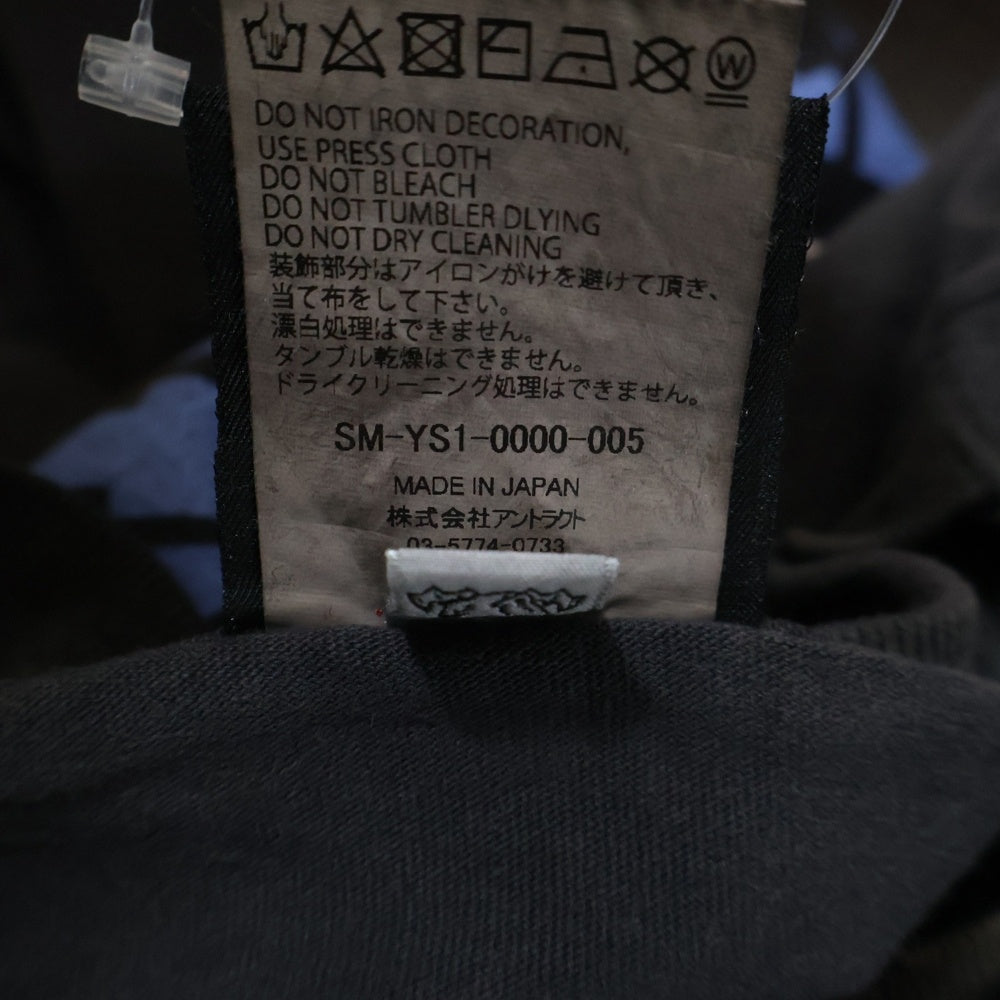 W
DO NOT IRON DECORATION,
USE PRESS CLOTH
DO NOT BLEACH
DO NOT TUMBLER DLYING
DO NOT DRY CLEANING
装飾部分はアイロンがけを避けて頂き、
当て布をして下さい。
漂白処理はできません。
タンブル乾燥はできません。
ドライクリーニング処理はできません。
SM-YS1-0000-005
MADE IN JAPAN
株式会社アントラクト
03-5774-0733